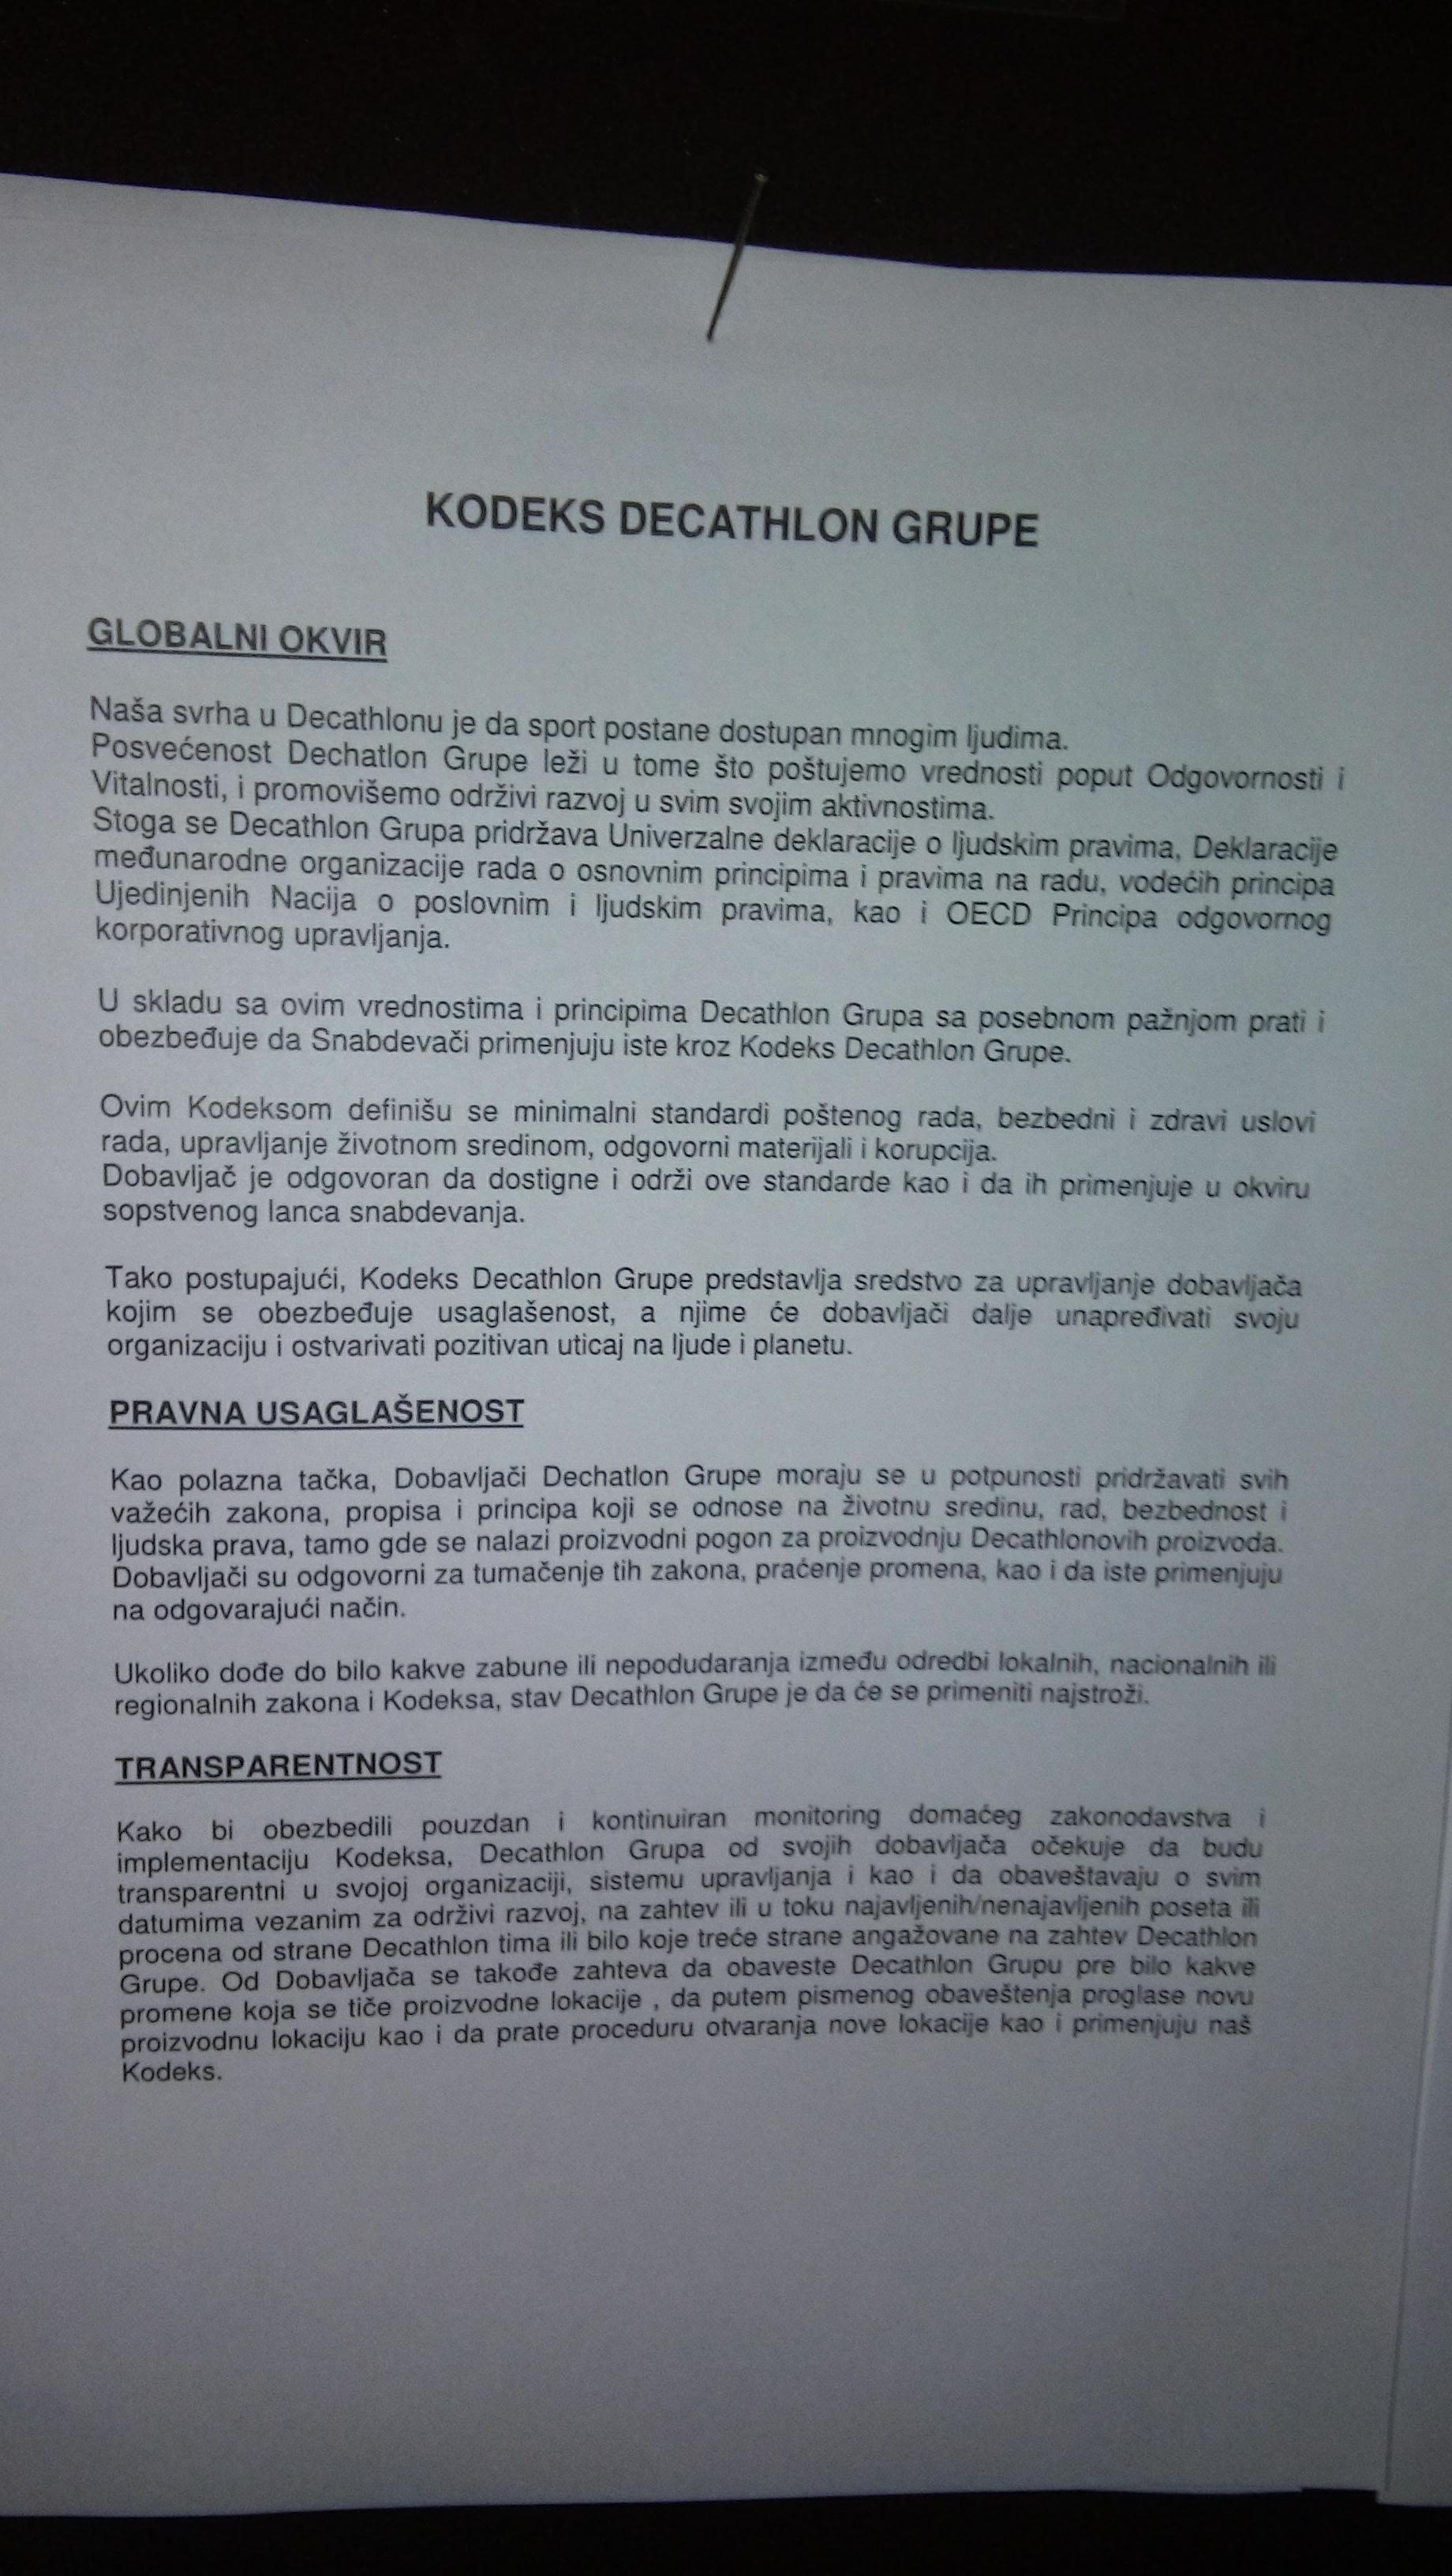 KODEKS DECATHLON GRUPE
GLOBALNI OKVIR
Naša svrha u Decathlonu je da sport postane dostupan mnogim ljudima.
Posvećenost Dechatlon Grupe leži u tome što poštujemo vrednosti poput Odgovornosti i
Vitalnosti, i promovišemo održivi razvoj u svim svojim aktivnostima.
Stoga se Decathlon Grupa pridržava Univerzalne deklaracije o ljudskim pravima, Deklaracije
međunarodne organizacije rada o osnovnim principima i pravima na radu, vodećih principa
Ujedinjenih Nacija o poslovnim i ljudskim pravima, kao i OECD Principa odgovornog
korporativnog upravljanja.
U skladu sa ovim vrednostima i principima Decathlon Grupa sa posebnom pažnjom prati i
obezbeđuje da Snabdevači primenjuju iste kroz Kodeks Decathlon Grupe.
Ovim Kodeksom definišu se minimalni standardi poštenog rada, bezbedni i zdravi uslovi
rada, upravljanje životnom sredinom, odgovorni materijali i korupcija.
Dobavljač je odgovoran da dostigne i održi ove standarde kao i da ih primenjuje u okviru
sopstvenog lanca snabdevanja.
Tako postupajući, Kodeks Decathlon Grupe predstavlja sredstvo za upravljanje dobavljača
kojim se obezbeđuje usaglašenost, a njime će dobavljači dalje unapređivati svoju
organizaciju i ostvarivati pozitivan uticaj na ljude i planetu.
PRAVNA USAGLAŠENOST
Kao polazna tačka, Dobavljači Dechatlon Grupe moraju se u potpunosti pridržavati svih
važećih zakona, propisa i principa koji se odnose na životnu sredinu, rad, bezbednost i
ljudska prava, tamo gde se nalazi proizvodni pogon za proizvodnju Decathlonovih proizvoda.
Dobavljači su odgovorni za tumačenje tih zakona, praćenje promena, kao i da iste primenjuju
na odgovarajući način.
Ukoliko dođe do bilo kakve zabune ili nepodudaranja između odredbi lokalnih, nacionalnih ili
regionalnih zakona i Kodeksa, stav Decathlon Grupe je da će se primeniti najstroži.
TRANSPARENTNOST
Kako bi obezbedili pouzdan i kontinuiran monitoring domaćeg zakonodavstva i
implementaciju Kodeksa, Decathlon Grupa od svojih dobavljača očekuje da budu
transparentni u svojoj organizaciji, sistemu upravljanja i kao i da obaveštavaju o svim
datumima vezanim za održivi razvoj, na zahtev ili u toku najavljenih/nenajavljenih poseta ili
procena od strane Decathlon tima ili bilo koje treće strane angažovane na zahtev Decathlon
Grupe. Od Dobavljača se takođe zahteva da obaveste Decathlon Grupu pre bilo kakve
promene koja se tiče proizvodne lokacije , da putem pismenog obaveštenja proglase novu
proizvodnu lokaciju kao i da prate proceduru otvaranja nove lokacije kao i primenjuju naš
Kodeks.